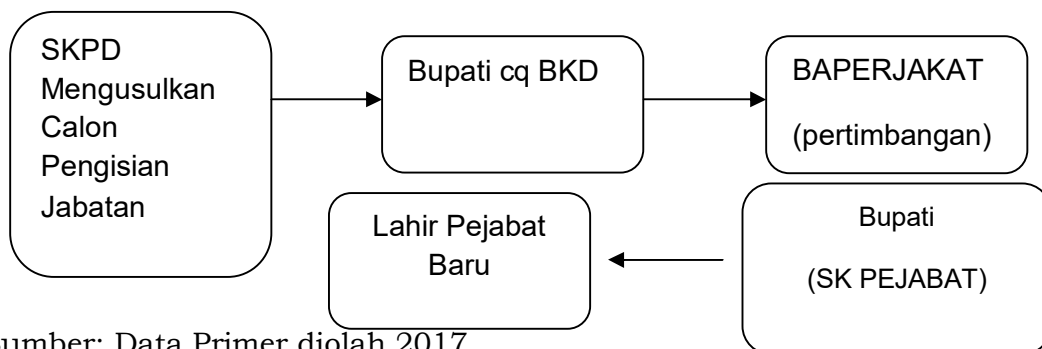 SKPD
Mengusulkan
Calon
Pengisian
Jabatan
Bupati cq BKD
BAPERJAKAT
(pertimbangan)
Bupati
(SK PEJABAT)
Lahir Pejabat
Baru
umber: Data Primer diolah 2017